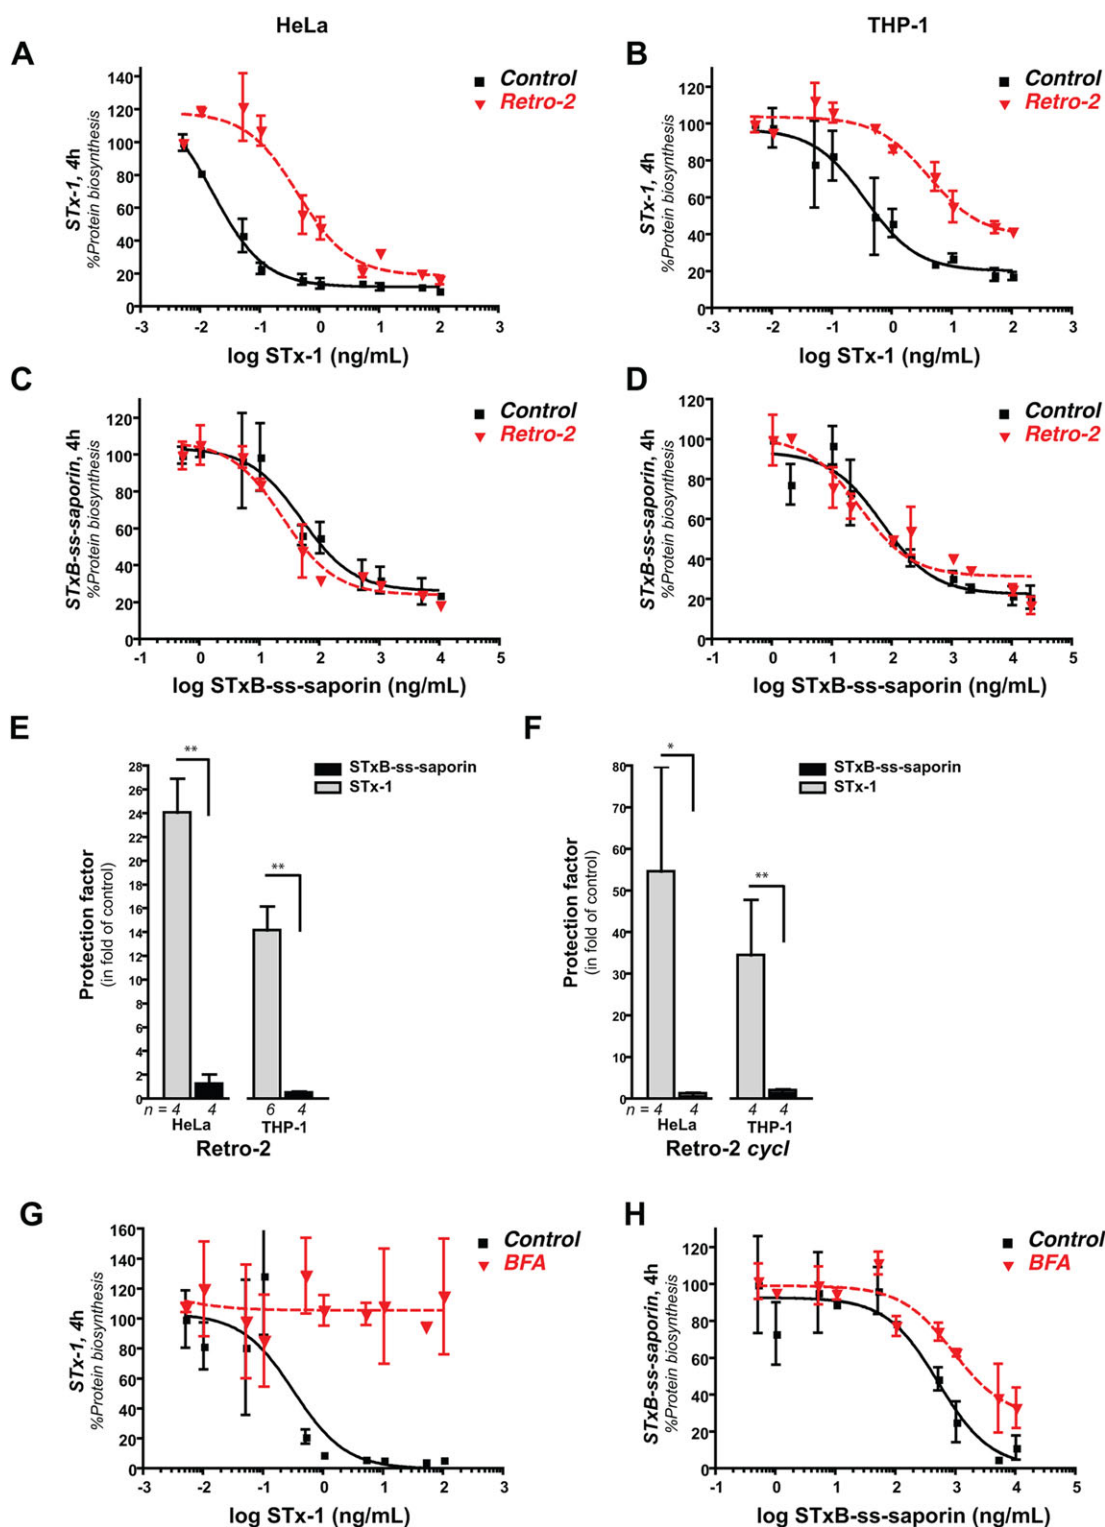 HeLa
THP-1
A
STx-1, 4h
%Protein biosynthesis
140
120
100
80
60
40
20
0
-3 -2 -1 0 1 2 3
log STx-1 (ng/mL)
Control
Retro-2
B
STx-1, 4h
%Protein biosynthesis
120
100
80
60
40
20
0
-3 -2 -1 0 1 2 3
log STx-1 (ng/mL)
Control
Retro-2
C
STxB-ss-saporin, 4h
%Protein biosynthesis
120
100
80
60
40
20
0
-1 0 1 2 3 4 5
log STxB-ss-saporin (ng/mL)
Control
Retro-2
D
STxB-ss-saporin, 4h
%Protein biosynthesis
120
100
80
60
40
20
0
-1 0 1 2 3 4 5
log STxB-ss-saporin (ng/mL)
Control
Retro-2
E
Protection factor
(in fold of control)
28
26
24
22
20
18
16
14
12
10
8
6
4
2
0
**
**
STxB-ss-saporin
STx-1
n = 4 4 6 4
HeLa THP-1
Retro-2
F
Protection factor
(in fold of control)
80
70
60
50
40
30
20
10
0
*
**
STxB-ss-saporin
STx-1
n = 4 4 4 4
HeLa THP-1
Retro-2 cycl
G
STx-1, 4h
%Protein biosynthesis
160
140
120
100
80
60
40
20
0
-3 -2 -1 0 1 2 3
log STx-1 (ng/mL)
Control
BFA
H
STxB-ss-saporin, 4h
%Protein biosynthesis
120
100
80
60
40
20
0
-1 0 1 2 3 4 5
log STxB-ss-saporin (ng/mL)
Control
BFA